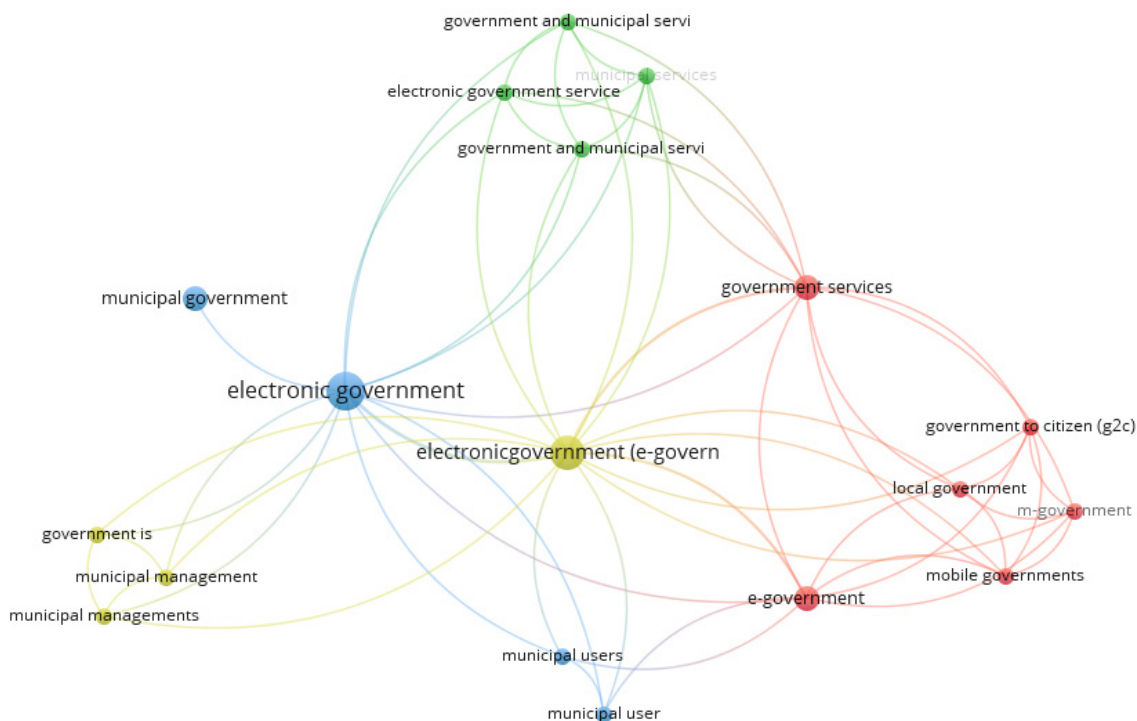 government and municipal servi
municipal services
electronic government service
government and municipal servi
government services
municipal government
electronic government
government to citizen (g2c)
electronicgovernment (e-govern
local government
m-government
government is
municipal management
mobile governments
e-government
municipal managements
municipal users
municipal user